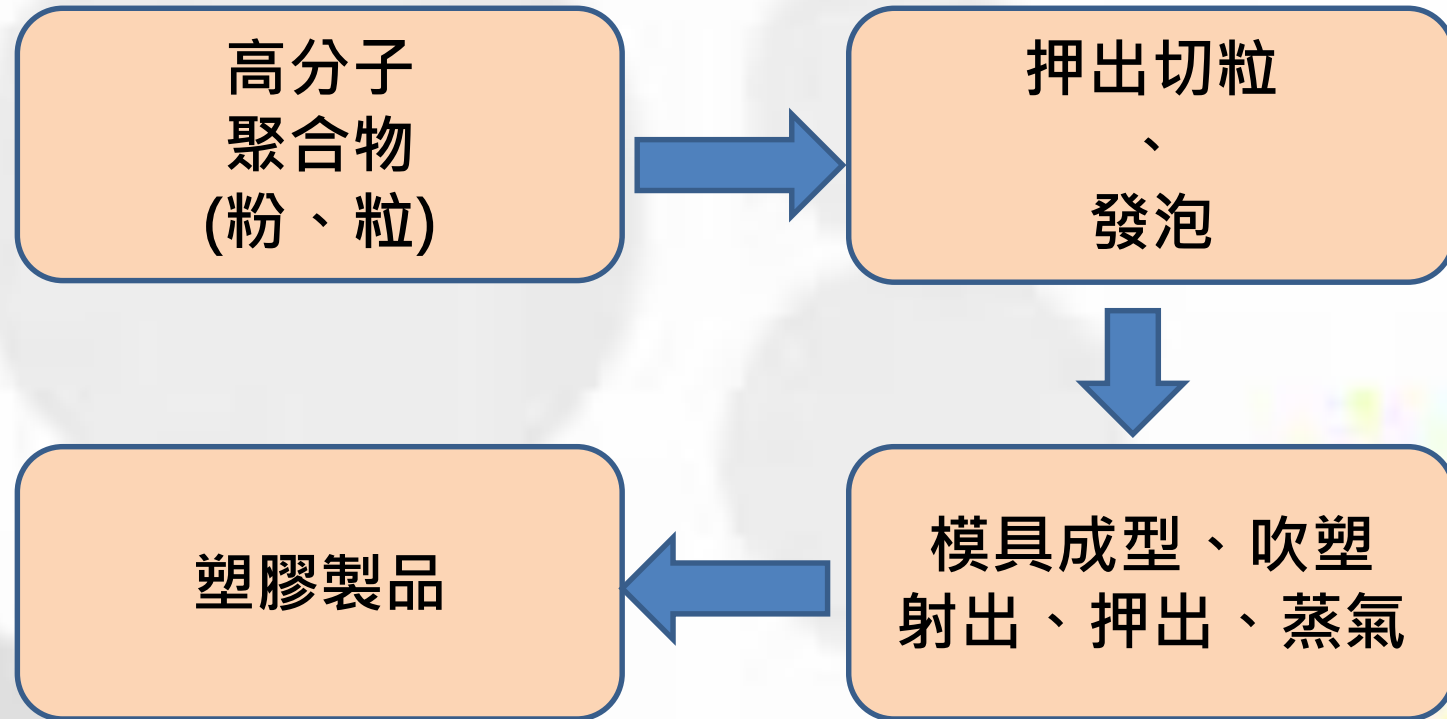 高分子
聚合物
(粉、粒)
押出切粒
、
發泡
模具成型、吹塑
射出、押出、蒸氣
塑膠製品